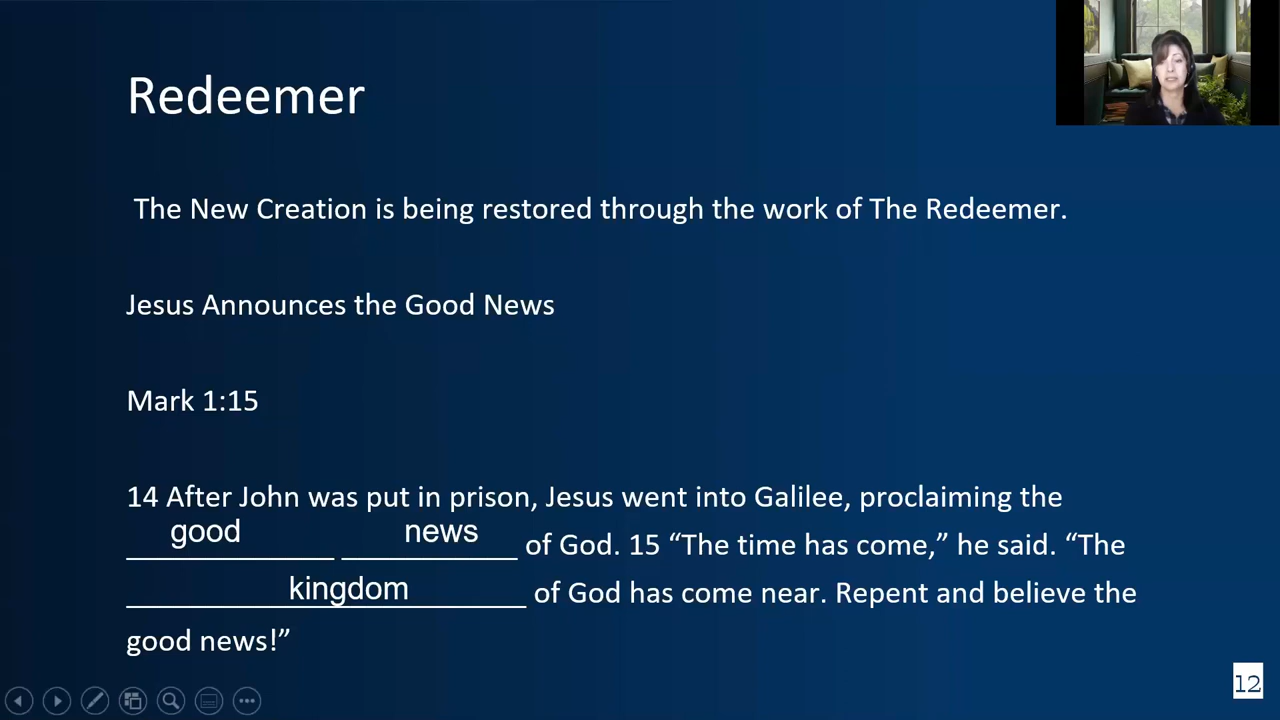 Redeemer
The New Creation is being restored through the work of The Redeemer.
Jesus Announces the Good News
Mark 1:15
14 After John was put in prison, Jesus went into Galilee, proclaiming the
good news of God. 15 “The time has come,” he said. “The
kingdom of God has come near. Repent and believe the
good news!”
12